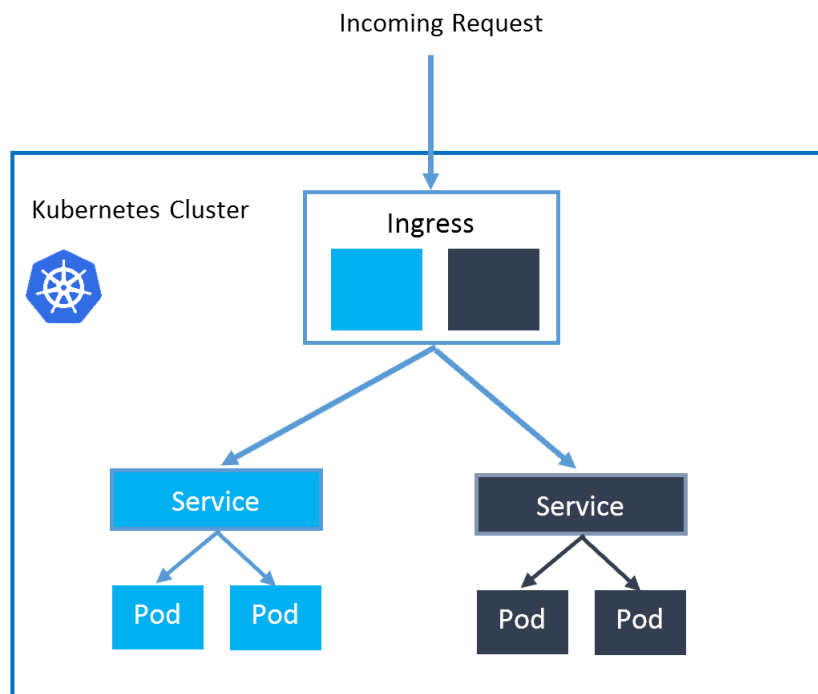 Incoming Request
Kubernetes Cluster
Ingress
Service
Service
Pod
Pod
Pod
Pod